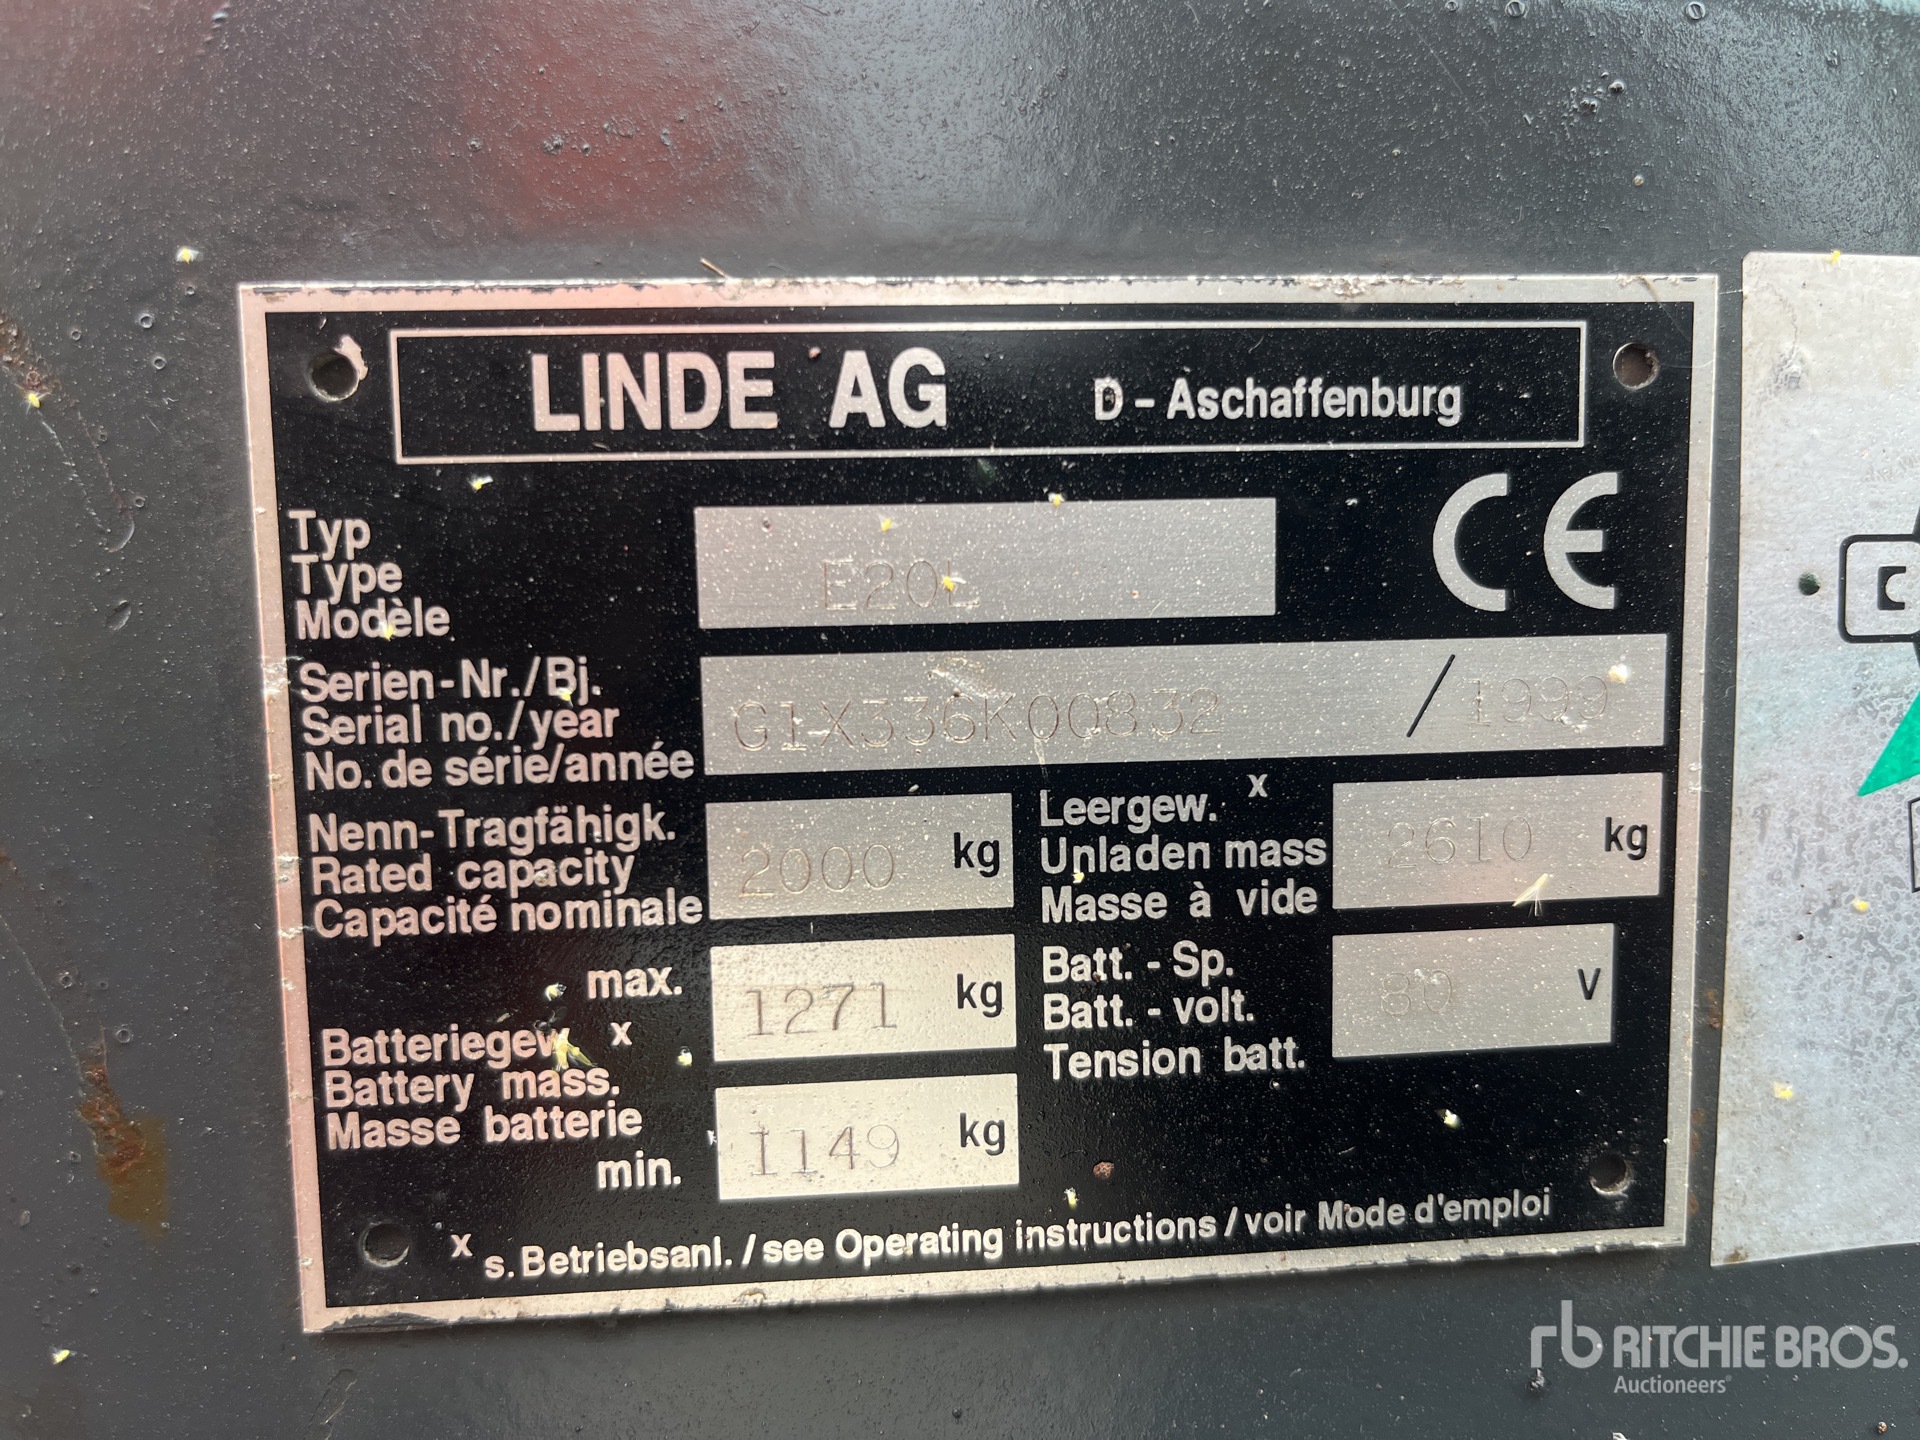 LINDE AG D - Aschaffenburg
Typ
Type
Modèle
E20L
CE
Serien-Nr./Bj.
Serial no./year
No. de série/année
G1X336K00832 / 1999
Nenn-Tragfähigk.
Rated capacity
Capacité nominale
2000 kg
Leergew. x
Unladen mass
Masse à vide
2610 kg
max.
1271 kg
Batteriegew. x
Battery mass.
Masse batterie
min.
1149 kg
Batt. - Sp.
Batt. - volt.
Tension batt.
80 V
x s. Betriebsanl. / see Operating instructions / voir Mode d'emploi
rb RITCHIE BROS.
Auctioneers